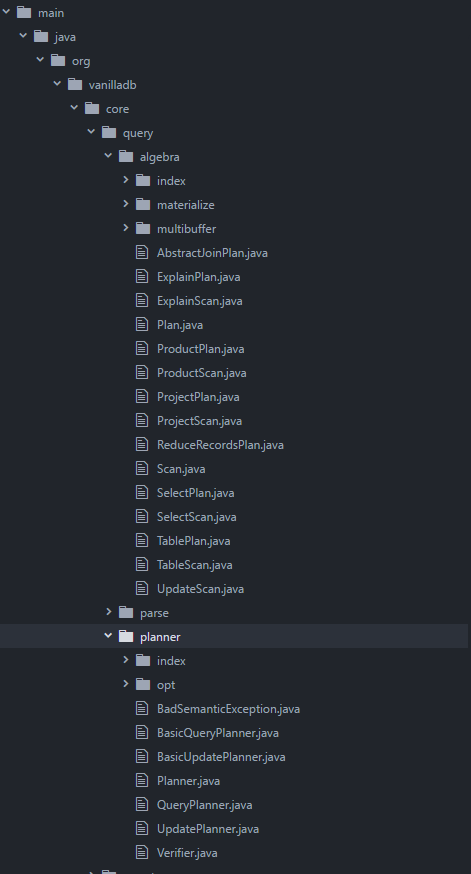 main
java
org
vanilladb
core
query
algebra
index
materialize
multibuffer
AbstractJoinPlan.java
ExplainPlan.java
ExplainScan.java
Plan.java
ProductPlan.java
ProductScan.java
ProjectPlan.java
ProjectScan.java
ReduceRecordsPlan.java
Scan.java
SelectPlan.java
SelectScan.java
TablePlan.java
TableScan.java
UpdateScan.java
parse
planner
index
opt
BadSemanticException.java
BasicQueryPlanner.java
BasicUpdatePlanner.java
Planner.java
QueryPlanner.java
UpdatePlanner.java
Verifier.java